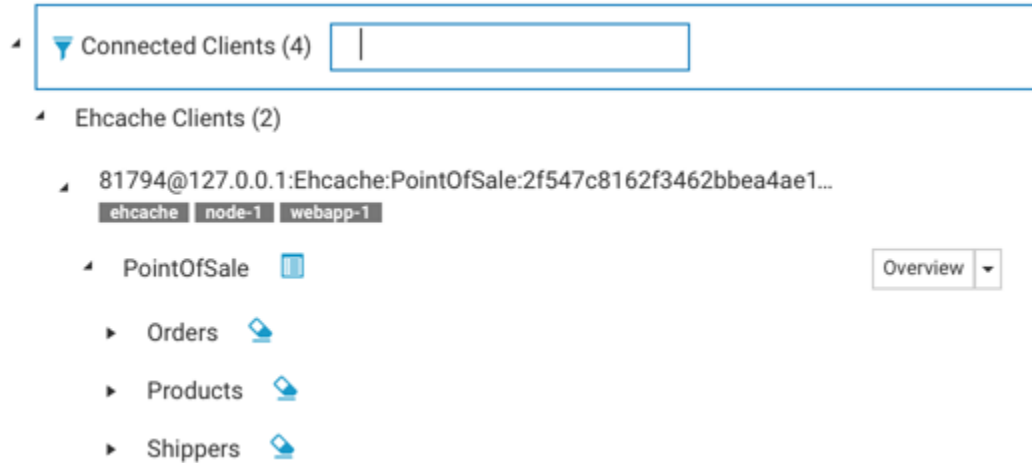 Connected Clients (4)
Ehcache Clients (2)
81794@127.0.0.1:Ehcache:PointOfSale:2f547c8162f3462bbea4ae1...
ehcache node-1 webapp-1
PointOfSale Overview
Orders
Products
Shippers